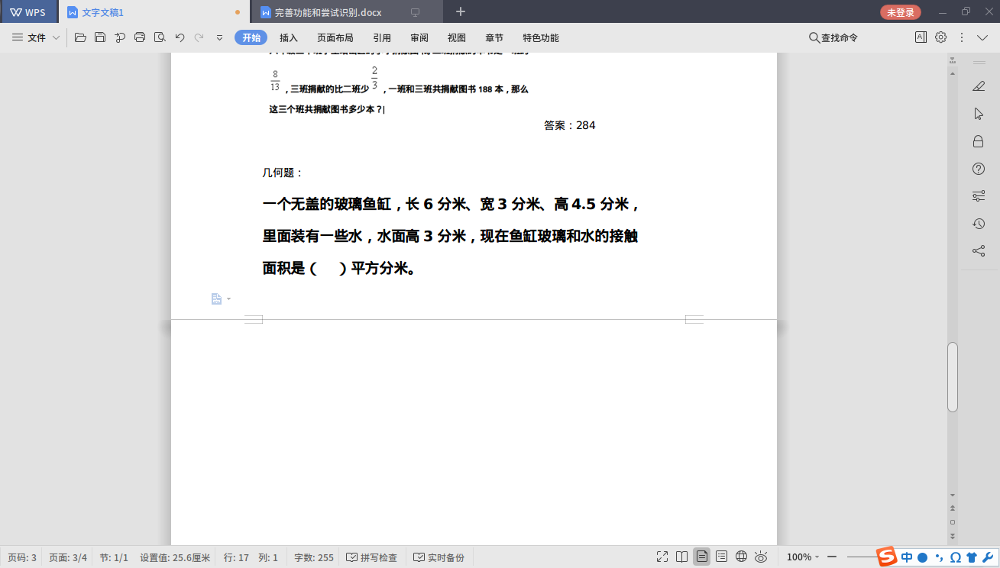 WPS
文字文稿1
完善功能和尝试识别.docx
未登录
文件
开始
插入
页面布局
引用
审阅
视图
章节
特色功能
查找命令
8/13，三班捐献的比二班少2/3，一班和三班共捐献图书 188 本，那么
这三个班共捐献图书多少本？
答案：284
几何题：
一个无盖的玻璃鱼缸，长 6 分米、宽 3 分米、高 4.5 分米，
里面装有一些水，水面高 3 分米，现在鱼缸玻璃和水的接触
面积是（ ）平方分米。
页码: 3
页面: 3/4
节: 1/1
设置值: 25.6厘米
行: 17
列: 1
字数: 255
拼写检查
实时备份
100%
中